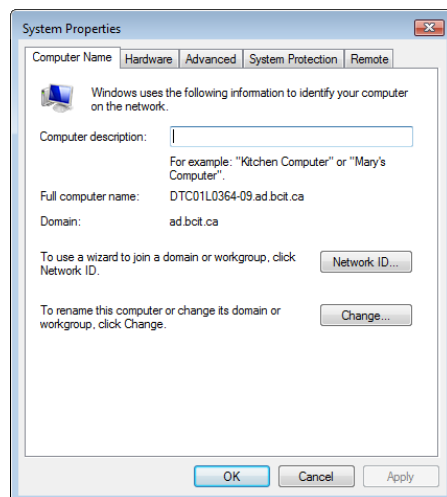 System Properties
Computer Name Hardware Advanced System Protection Remote
Windows uses the following information to identify your computer
on the network.
Computer description:
For example: "Kitchen Computer" or "Mary's
Computer".
Full computer name: DTC01L0364-09.ad.bcit.ca
Domain: ad.bcit.ca
To use a wizard to join a domain or workgroup, click
Network ID.
Network ID...
To rename this computer or change its domain or
workgroup, click Change.
Change...
OK Cancel Apply